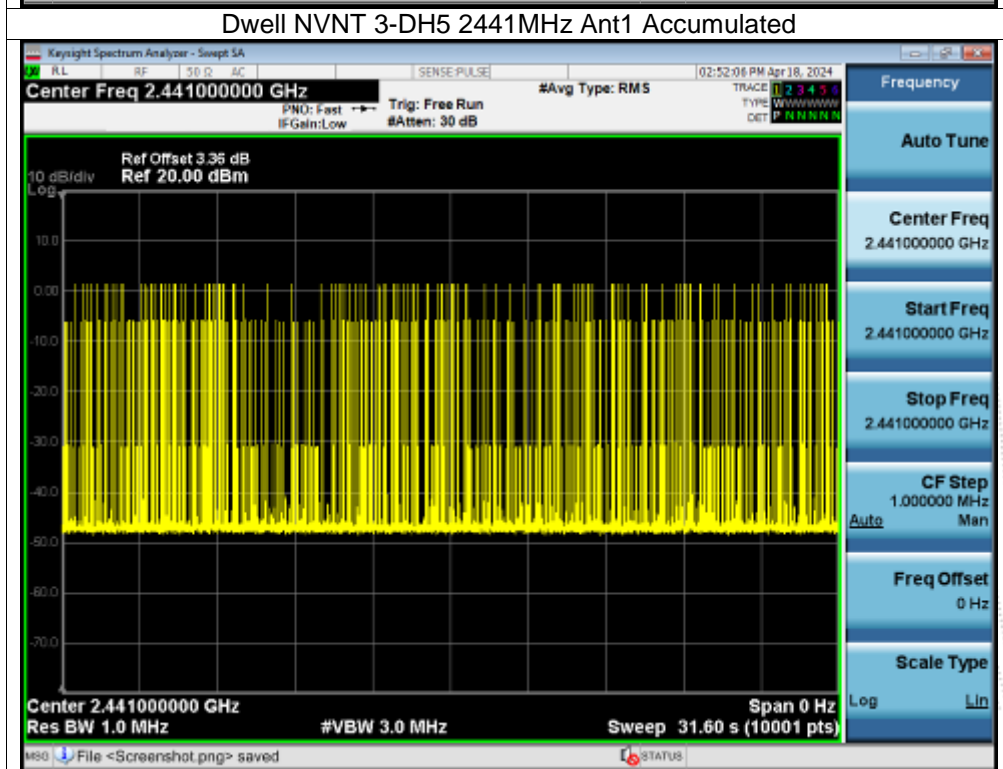 Dwell NVNT 3-DH5 2441MHz Ant1 Accumulated
Keysight Spectrum Analyzer - Swept SA
RL RF 50 Ω AC SENSE:PULSE 02:52:06 PM Apr 18, 2024
Center Freq 2.441000000 GHz #Avg Type: RMS TRACE 1 2 3 4 5 6
PNO: Fast Trig: Free Run TYPE WWWWWW
IFGain:Low #Atten: 30 dB DET P N N N N N
Frequency
Auto Tune
Ref Offset 3.36 dB
10 dB/div Ref 20.00 dBm
Log
10.0
0.00
-10.0
-20.0
-30.0
-40.0
-50.0
-60.0
-70.0
Center Freq
2.441000000 GHz
Start Freq
2.441000000 GHz
Stop Freq
2.441000000 GHz
CF Step
1.000000 MHz
Auto Man
Freq Offset
0 Hz
Scale Type
Log Lin
Center 2.441000000 GHz Span 0 Hz
Res BW 1.0 MHz #VBW 3.0 MHz Sweep 31.60 s (10001 pts)
MSG File <Screenshot.png> saved STATUS